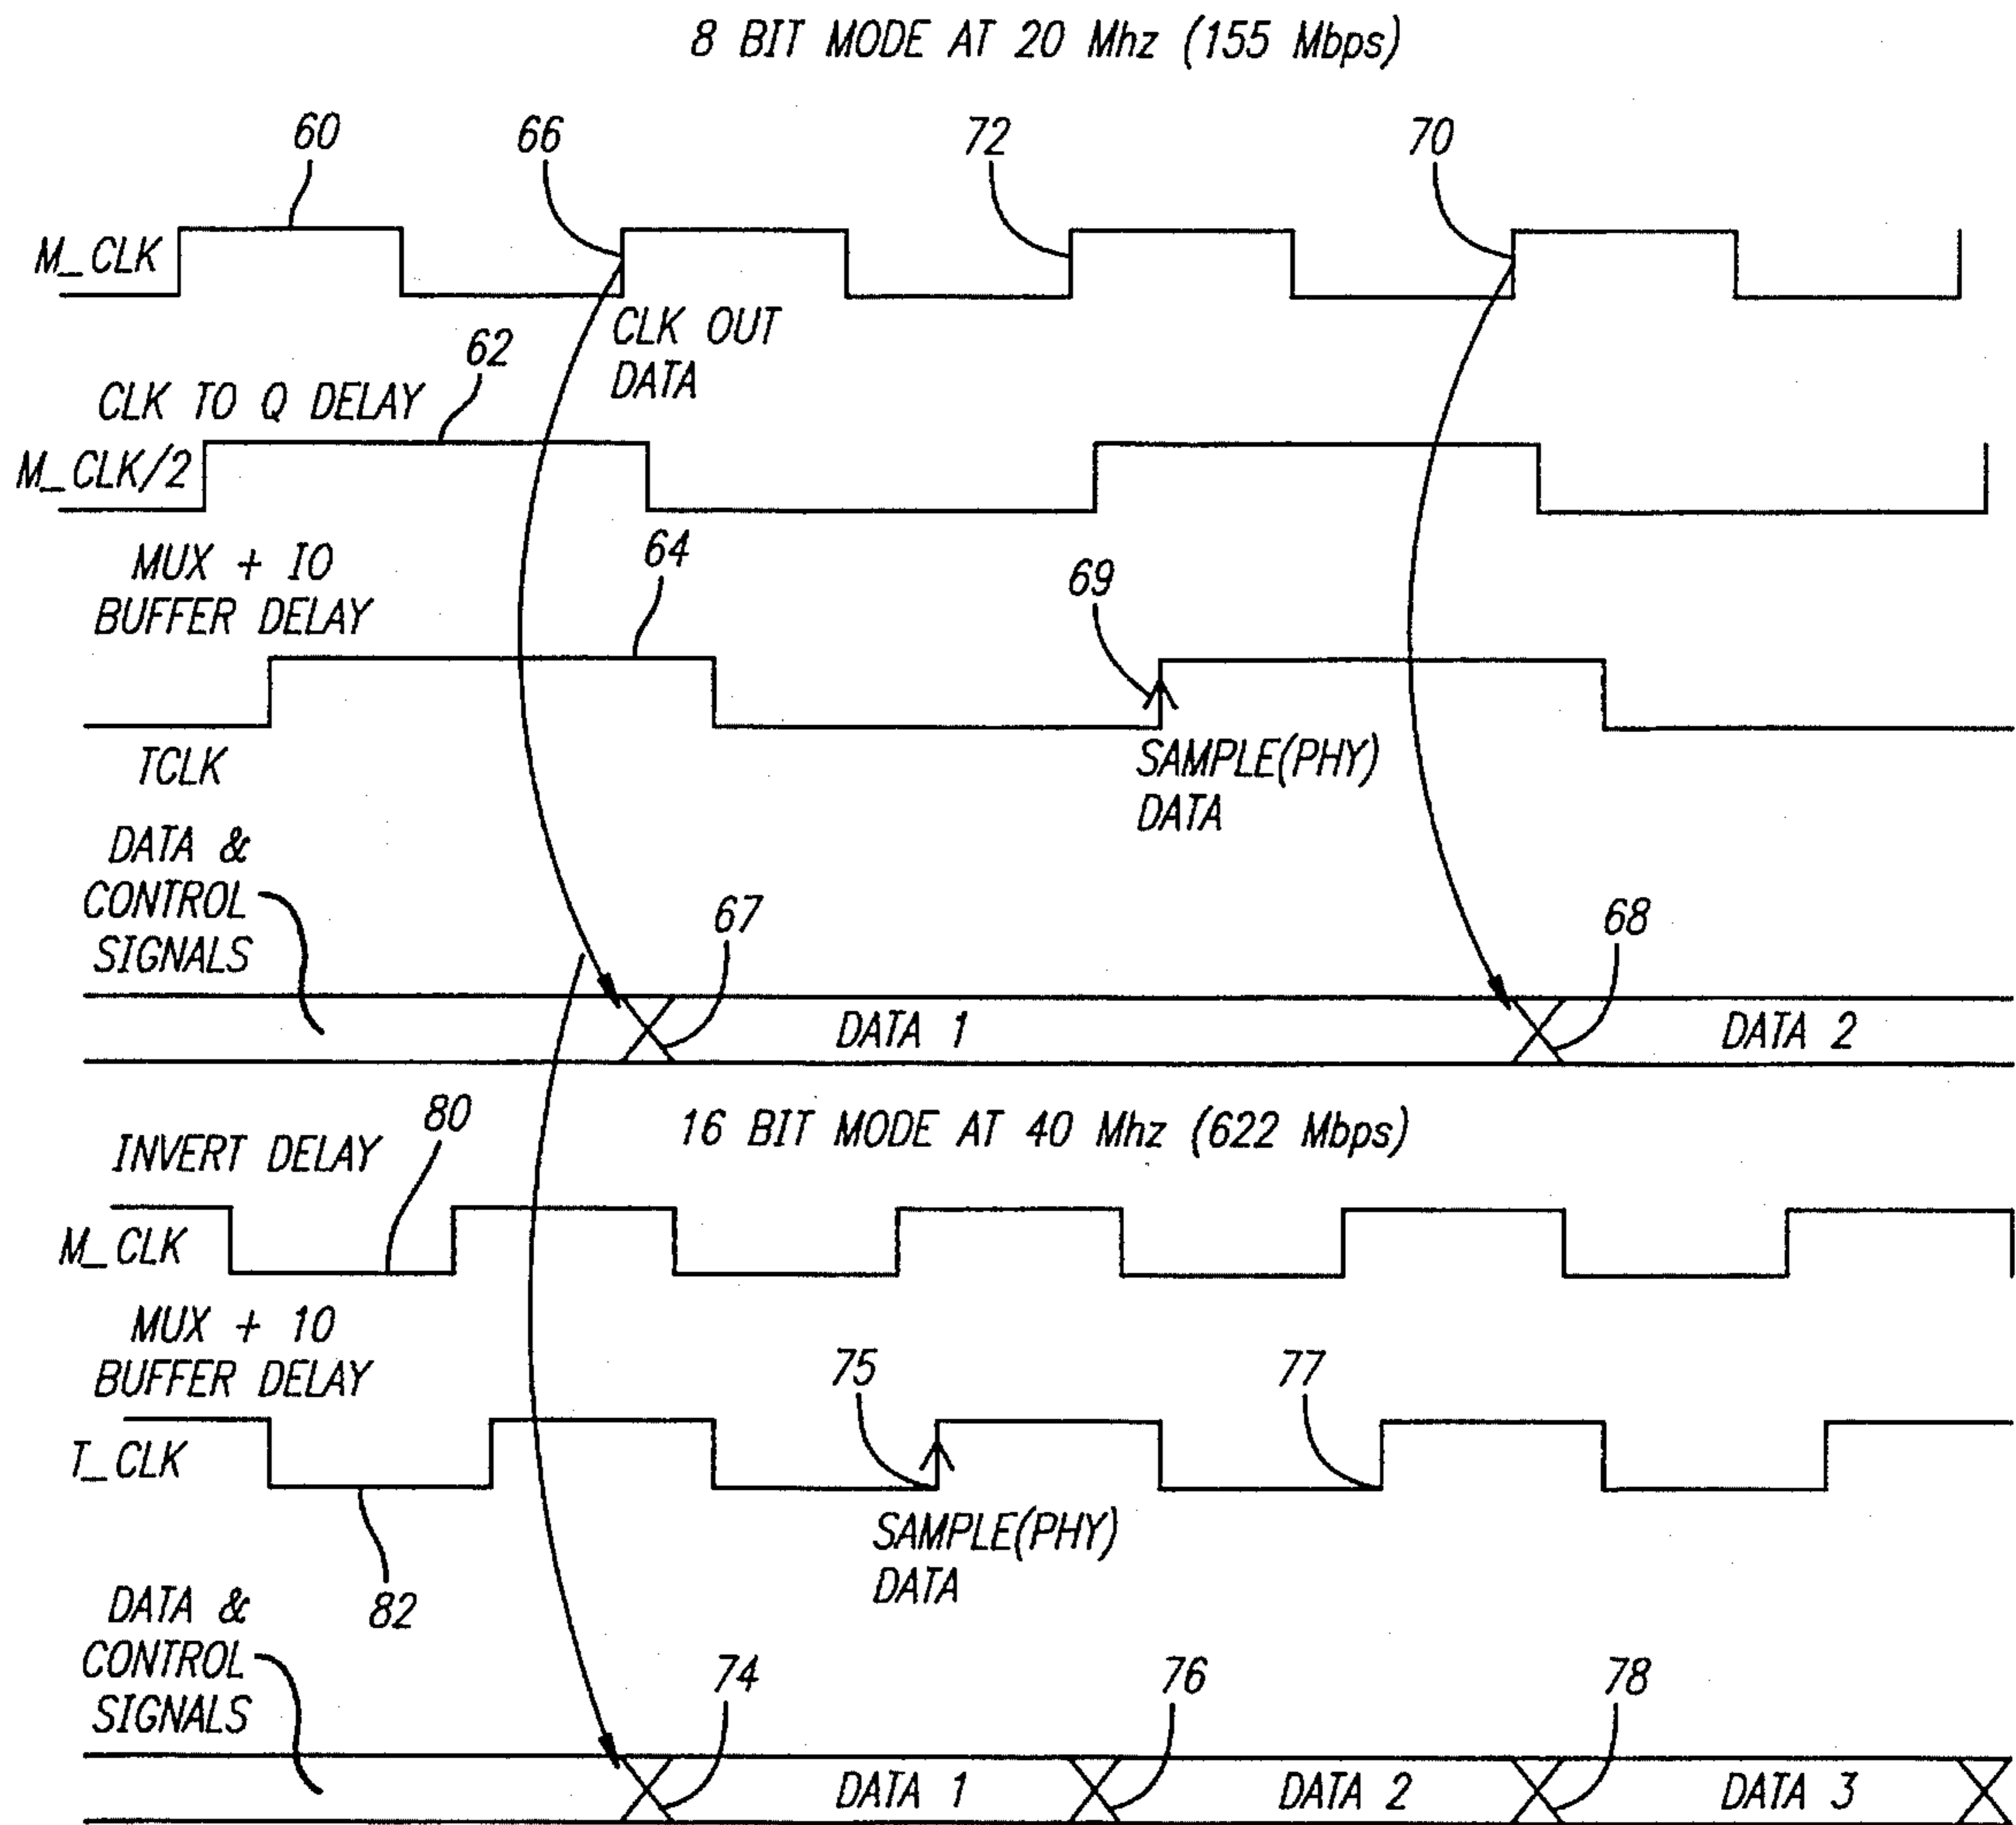 8 BIT MODE AT 20 Mhz (155 Mbps)
60
66
72
70
M_CLK
CLK OUT
DATA
62
CLK TO Q DELAY
M_CLK/2
MUX + IO
BUFFER DELAY
64
69
TCLK
SAMPLE(PHY)
DATA
DATA &
CONTROL
SIGNALS
67
68
DATA 1
DATA 2
80
16 BIT MODE AT 40 Mhz (622 Mbps)
INVERT DELAY
M_CLK
MUX + 10
BUFFER DELAY
75
77
T_CLK
SAMPLE(PHY)
DATA
82
DATA &
CONTROL
SIGNALS
74
76
78
DATA 1
DATA 2
DATA 3